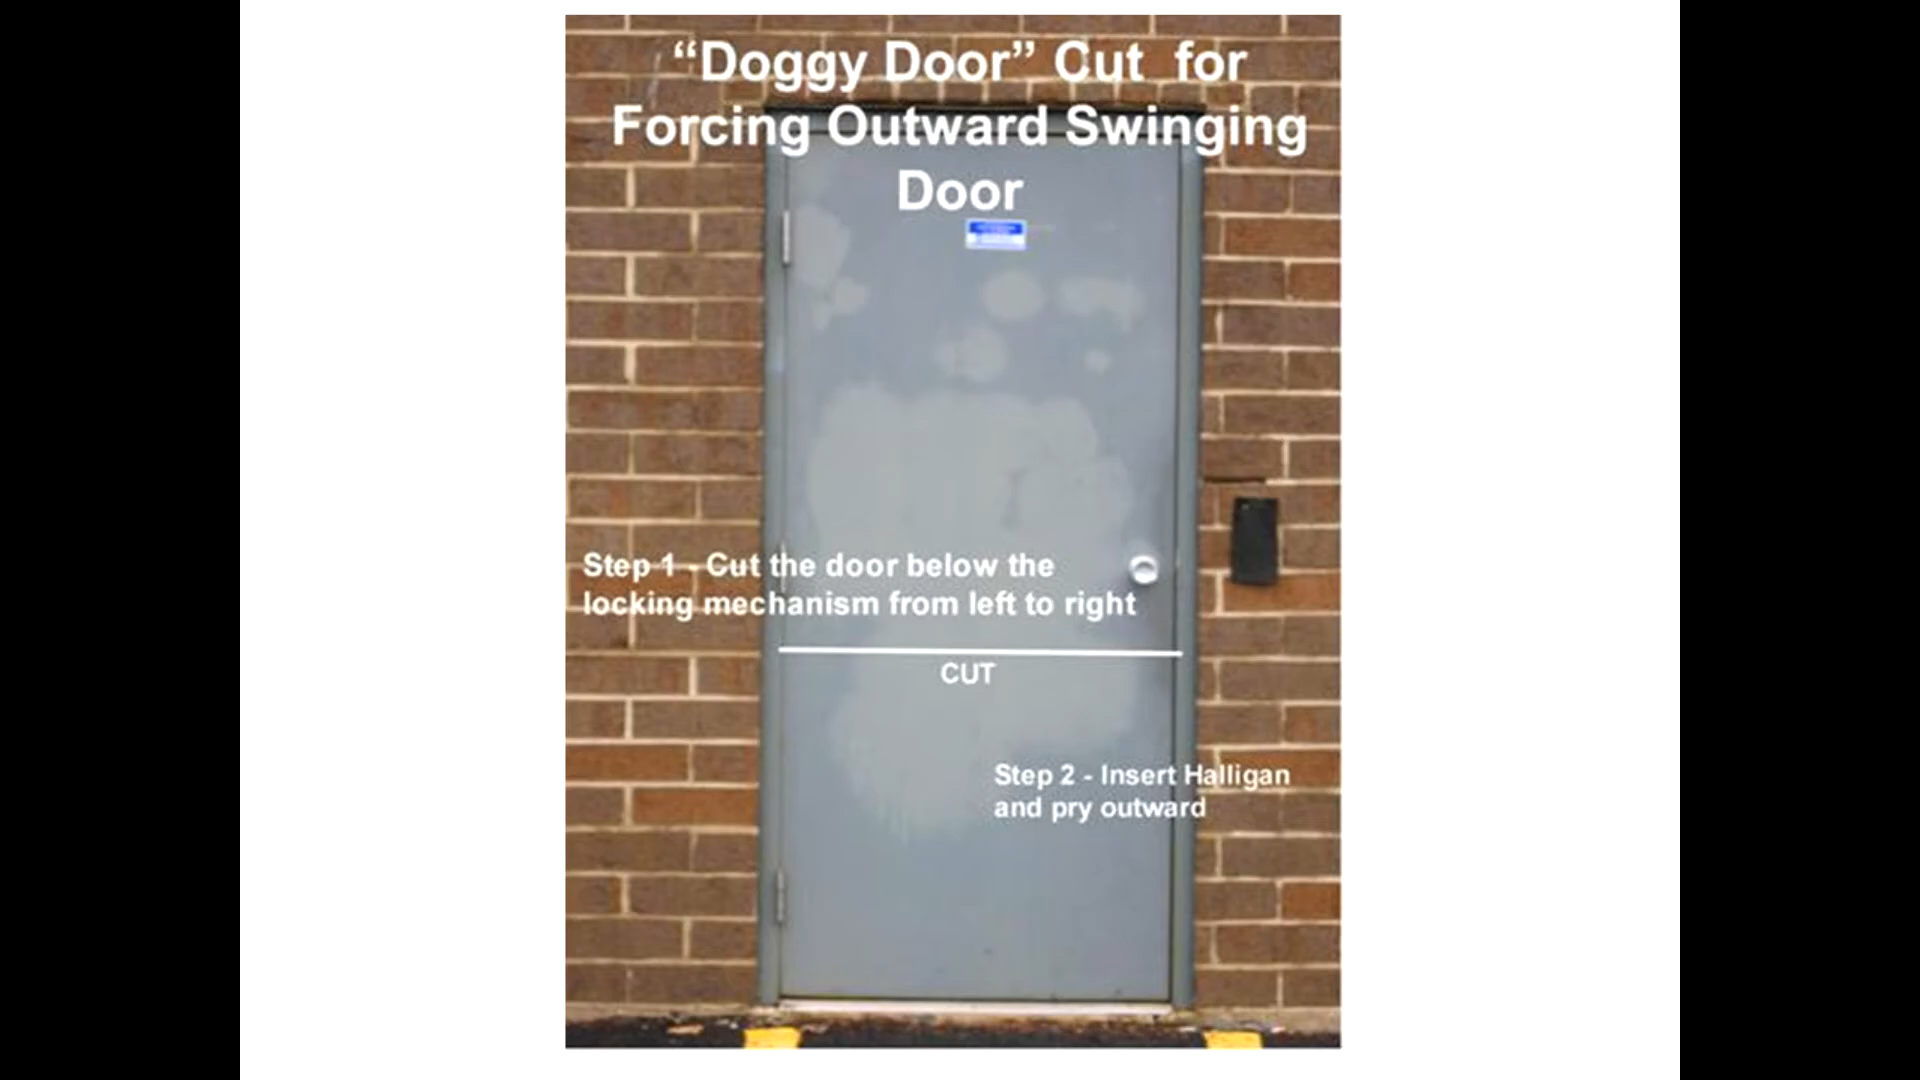 “Doggy Door” Cut for
Forcing Outward Swinging
Door
Step 1 - Cut the door below the
locking mechanism from left to right
CUT
Step 2 - Insert Halligan
and pry outward